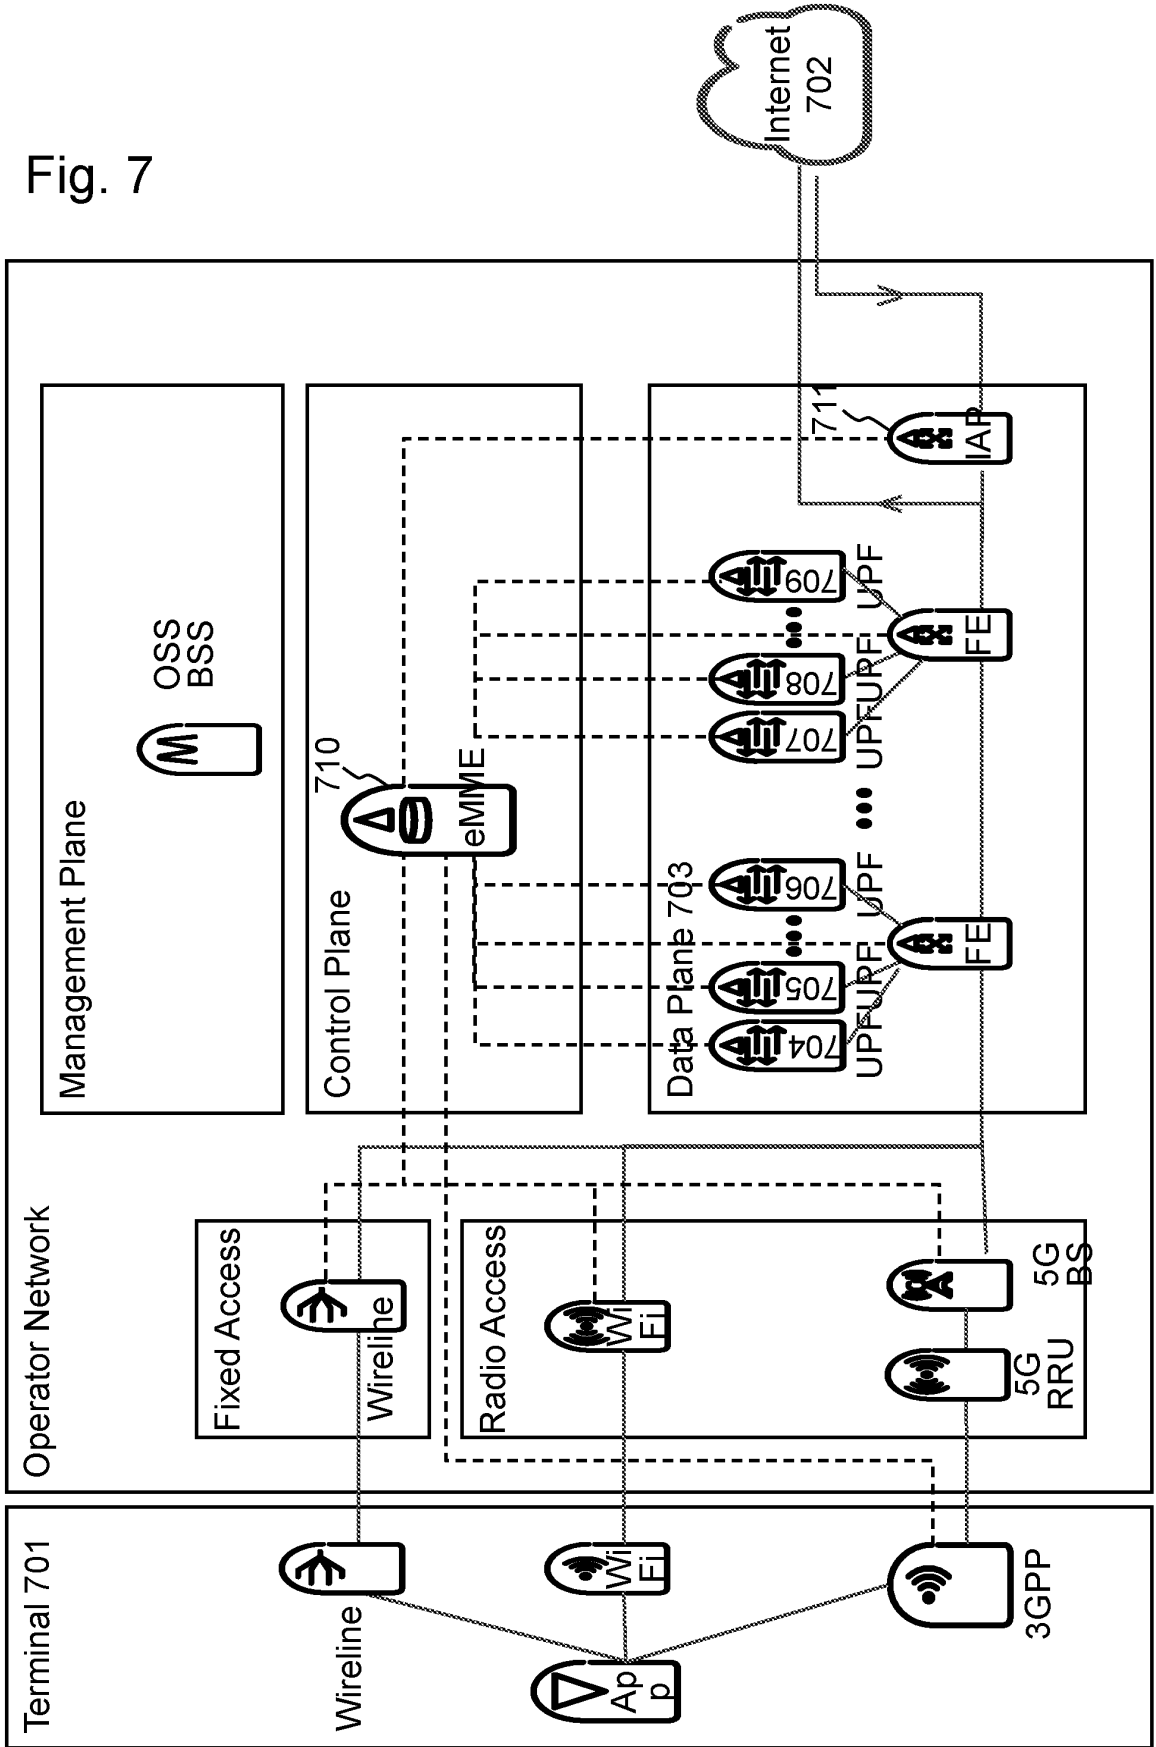 Fig. 7
Internet
702
Operator Network
Management Plane
OSS
BSS
Control Plane
710
eMME
Data Plane 703
704
UPF
705
UPF
706
UPF
707
UPF
708
UPF
709
UPF
FE
FE
711
IAP
Fixed Access
Wireline
Radio Access
Wi
Fi
5G
RRU
5G
BS
Terminal 701
Wireline
Wi
Fi
Ap
p
3GPP